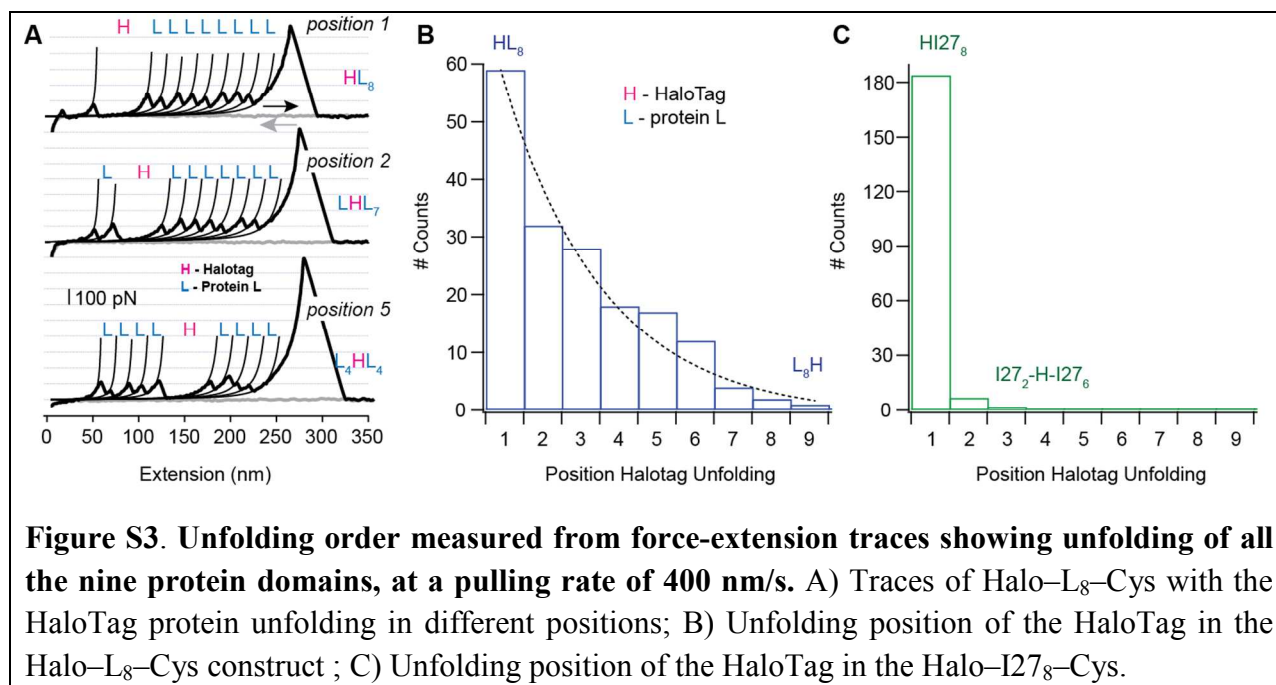 A
H L L L L L L L L position 1
HL₈
position 2
L H L L L L L L L
LHL₇
H - Halotag
L - Protein L
100 pN
position 5
L L L L H L L L L
L₄HL₄
0 50 100 150 200 250 300 350
Extension (nm)
B
HL₈
60
50
40
30
20
10
0
# Counts
H - HaloTag
L - protein L
L₈H
1 2 3 4 5 6 7 8 9
Position Halotag Unfolding
C
HI27₈
180
150
120
90
60
30
0
# Counts
I27₂-H-I27₆
1 2 3 4 5 6 7 8 9
Position Halotag Unfolding
Figure S3. Unfolding order measured from force-extension traces showing unfolding of all
the nine protein domains, at a pulling rate of 400 nm/s. A) Traces of Halo–L₈–Cys with the
HaloTag protein unfolding in different positions; B) Unfolding position of the HaloTag in the
Halo–L₈–Cys construct ; C) Unfolding position of the HaloTag in the Halo–I27₈–Cys.